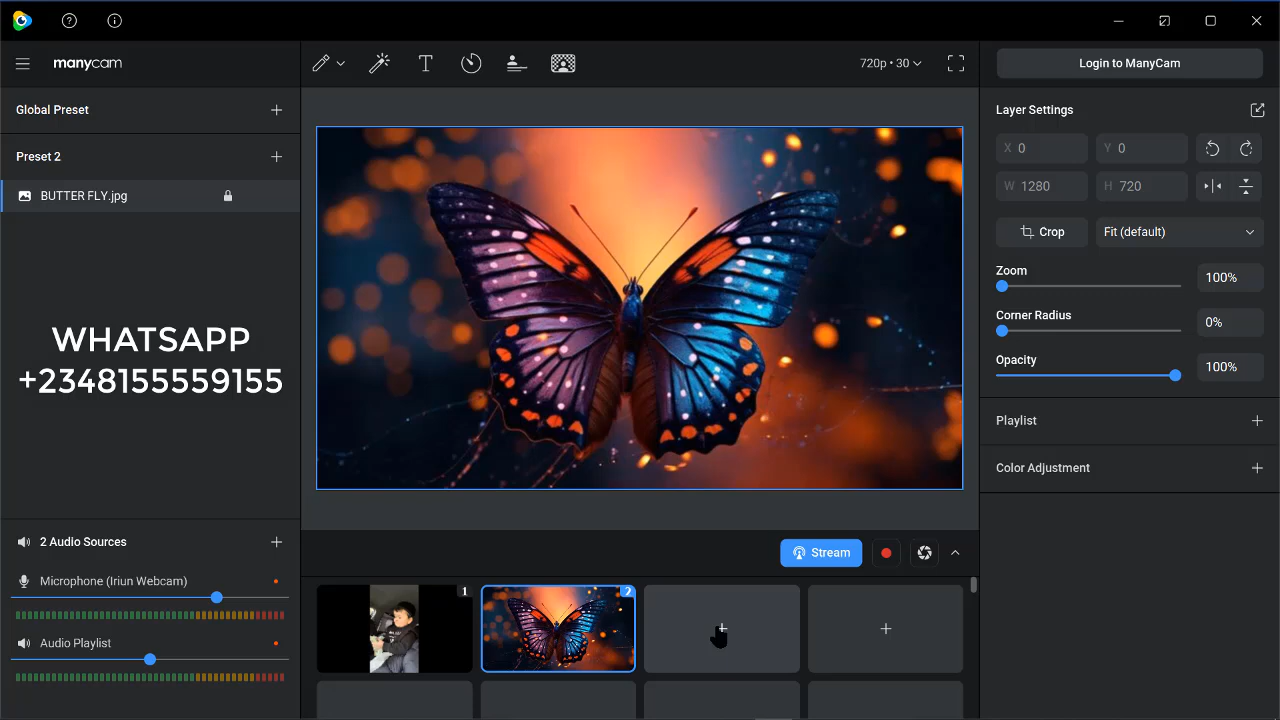 manycam
720p • 30
Login to ManyCam
Global Preset
Layer Settings
X 0
Y 0
Preset 2
BUTTER FLY.jpg
W 1280
H 720
Crop
Fit (default)
Zoom
100%
Corner Radius
0%
Opacity
100%
WHATSAPP
+2348155559155
Playlist
Color Adjustment
2 Audio Sources
Stream
Microphone (Iriun Webcam)
1
2
Audio Playlist